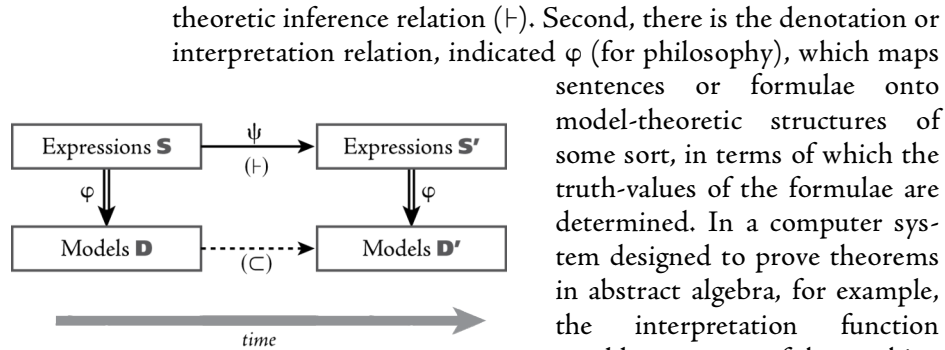 theoretic inference relation (⊢). Second, there is the denotation or
interpretation relation, indicated φ (for philosophy), which maps
sentences or formulae onto
model-theoretic structures of
some sort, in terms of which the
truth-values of the formulae are
determined. In a computer sys-
tem designed to prove theorems
in abstract algebra, for example,
the interpretation function
Expressions S
ψ
(⊢)
Expressions S′
φ
φ
Models D
(⊂)
Models D′
time